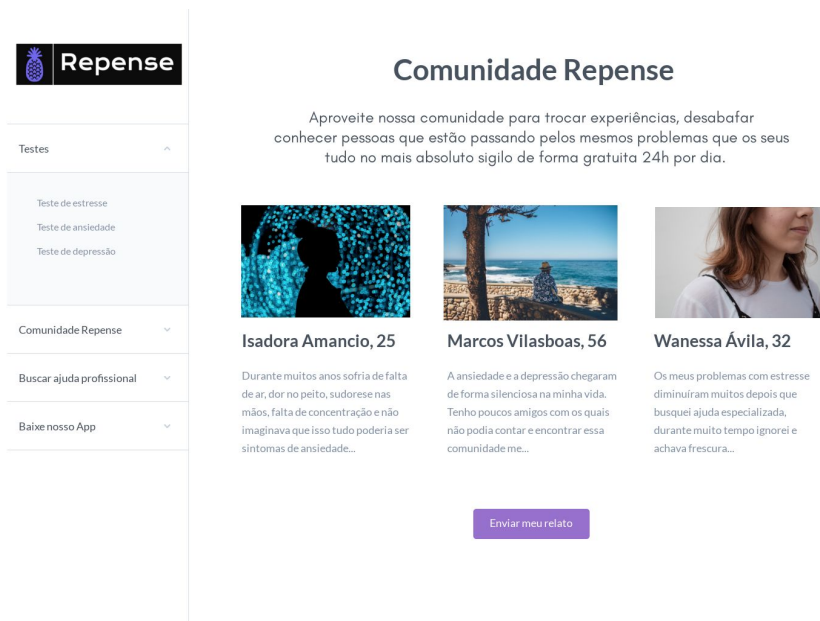 Repense
Testes
Teste de estresse
Teste de ansiedade
Teste de depressão
Comunidade Repense
Buscar ajuda profissional
Baixe nosso App
Comunidade Repense
Aproveite nossa comunidade para trocar experiências, desabafar
conhecer pessoas que estão passando pelos mesmos problemas que os seus
tudo no mais absoluto sigilo de forma gratuita 24h por dia.
Isadora Amancio, 25
Durante muitos anos sofria de falta
de ar, dor no peito, sudorese nas
mãos, falta de concentração e não
imaginava que isso tudo poderia ser
sintomas de ansiedade...
Marcos Vilasboas, 56
A ansiedade e a depressão chegaram
de forma silenciosa na minha vida.
Tenho poucos amigos com os quais
não podia contar e encontrar essa
comunidade me...
Wanessa Ávila, 32
Os meus problemas com estresse
diminuíram muitos depois que
busquei ajuda especializada,
durante muito tempo ignorei e
achava frescura...
Enviar meu relato